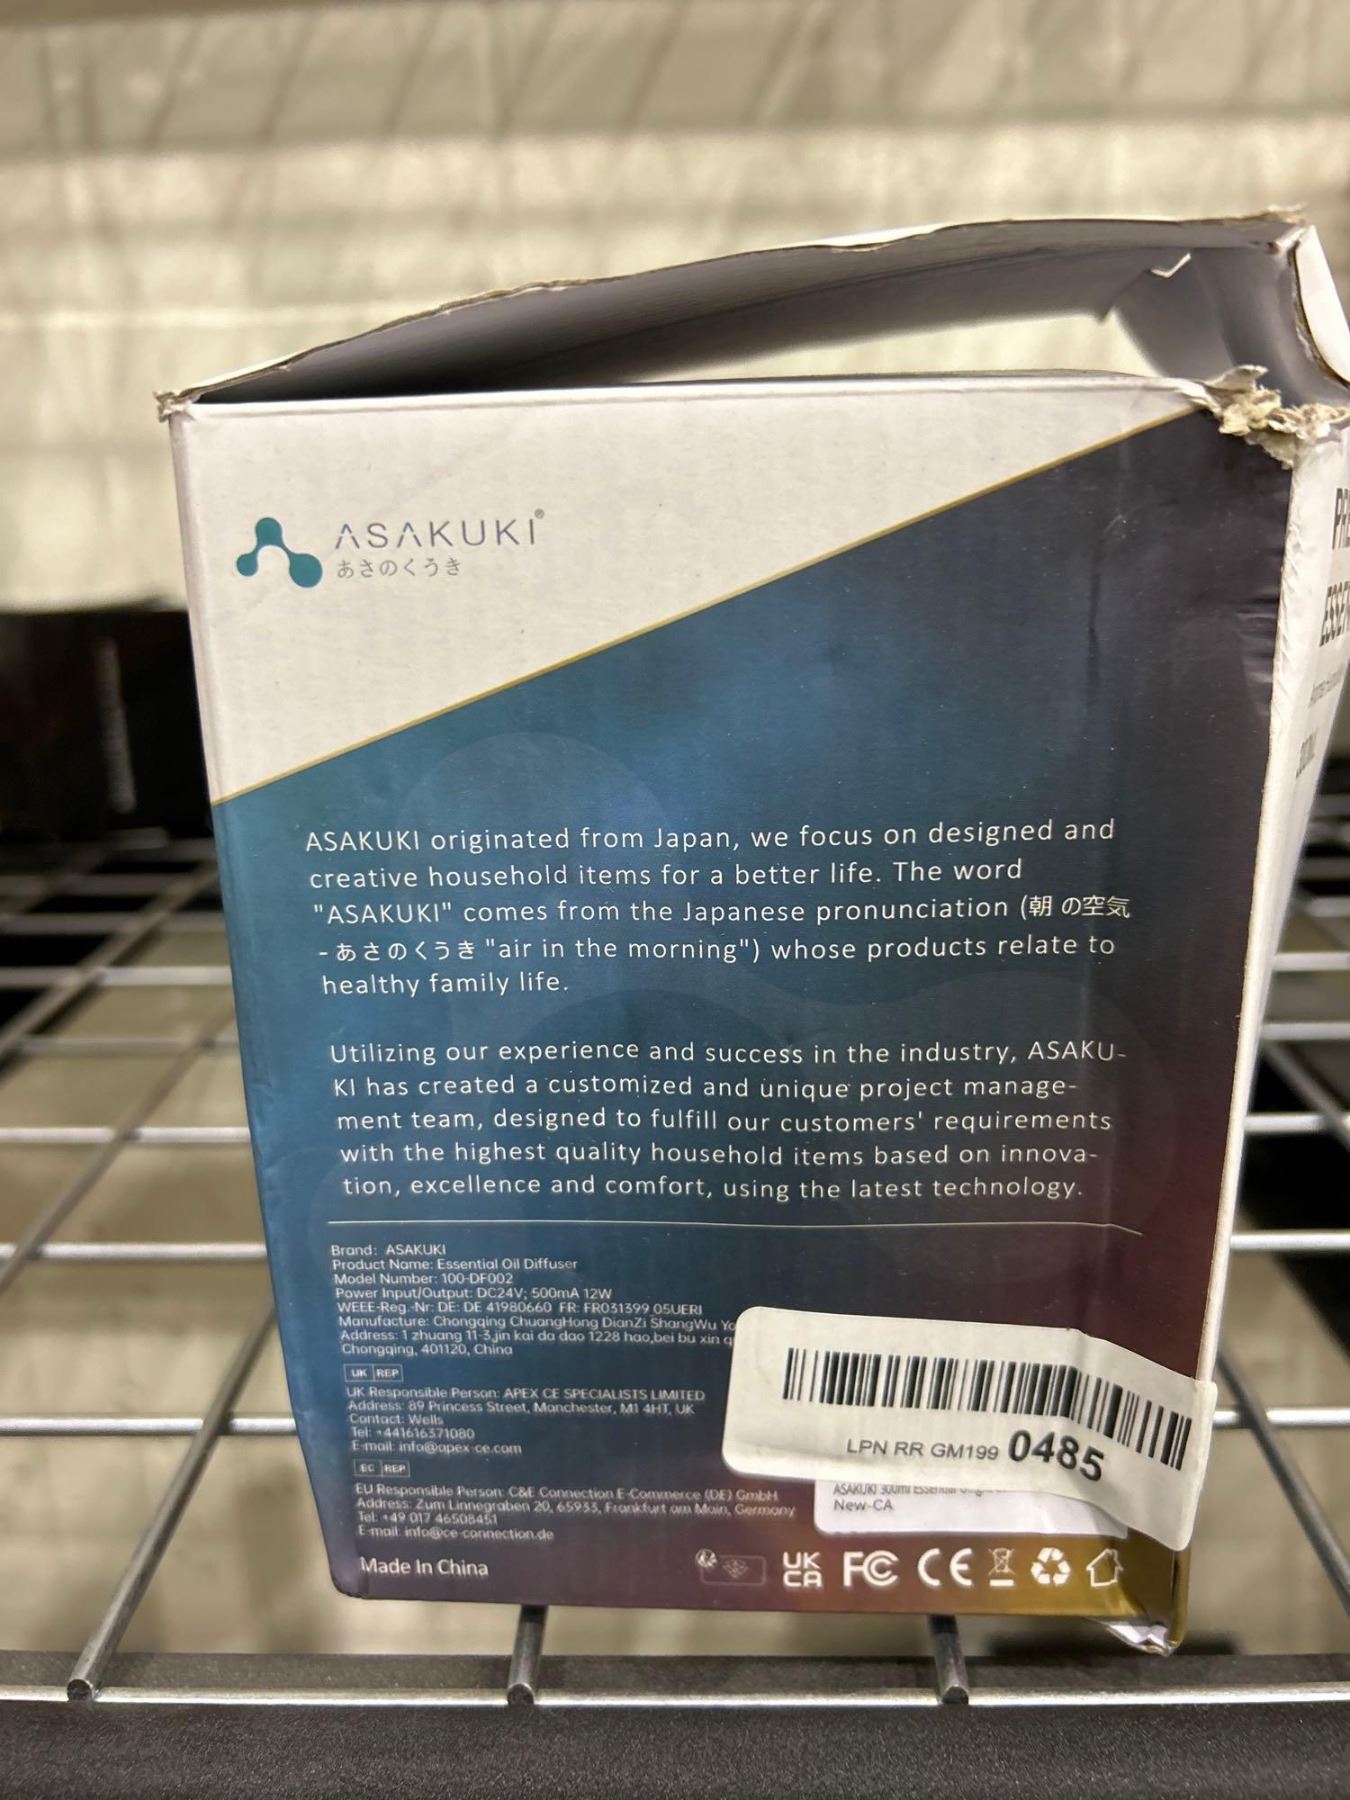 ASAKUKI®
あさのくうき
ASAKUKI originated from Japan, we focus on designed and
creative household items for a better life. The word
"ASAKUKI" comes from the Japanese pronunciation (朝 の空気
- あさのくうき "air in the morning") whose products relate to
healthy family life.
Utilizing our experience and success in the industry, ASAKU-
KI has created a customized and unique project manage-
ment team, designed to fulfill our customers' requirements
with the highest quality household items based on innova-
tion, excellence and comfort, using the latest technology.
Brand: ASAKUKI
Product Name: Essential Oil Diffuser
Model Number: 100-DF002
Power Input/Output: DC24V; 500mA 12W
WEEE-Reg.-Nr: DE: DE 41980660 FR: FR031399 05UERI
Manufacture: Chongqing ChuangHong DianZi ShangWu
Address: 1 zhuang 11-3,jin kai da dao 1228 hao,bei bu xin
Chongqing, 401120, China
UK REP
UK Responsible Person: APEX CE SPECIALISTS LIMITED
Address: 89 Princess Street, Manchester, M1 4HT, UK
Contact: Wells
Tel: +441616371080
E-mail: info@apex-ce.com
EC REP
EU Responsible Person: C&E Connection E-Commerce (DE) GmbH
Address: Zum Linnegraben 20, 65933, Frankfurt am Main, Germany
Tel: +49 017 46508451
E-mail: info@ce-connection.de
Made In China
LPN RR GM199 0485
ASAKUKI 300ml Essential
New-CA
UK
CA FC CE